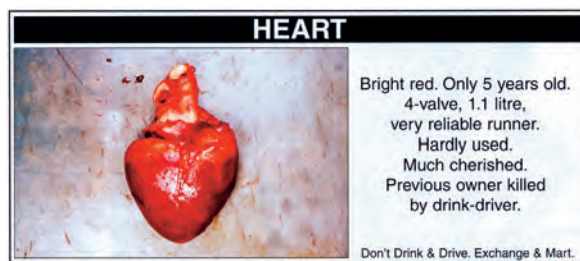 HEART
Bright red. Only 5 years old.
4-valve, 1.1 litre,
very reliable runner.
Hardly used.
Much cherished.
Previous owner killed
by drink-driver.
Don't Drink & Drive. Exchange & Mart.